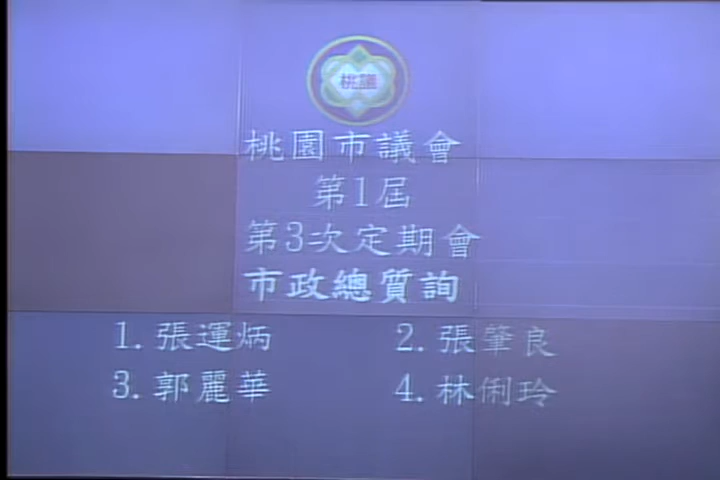 桃議
桃園市議會
第1屆
第3次定期會
市政總質詢
1. 張運炳 2. 張肇良
3. 郭麗華 4. 林俐玲